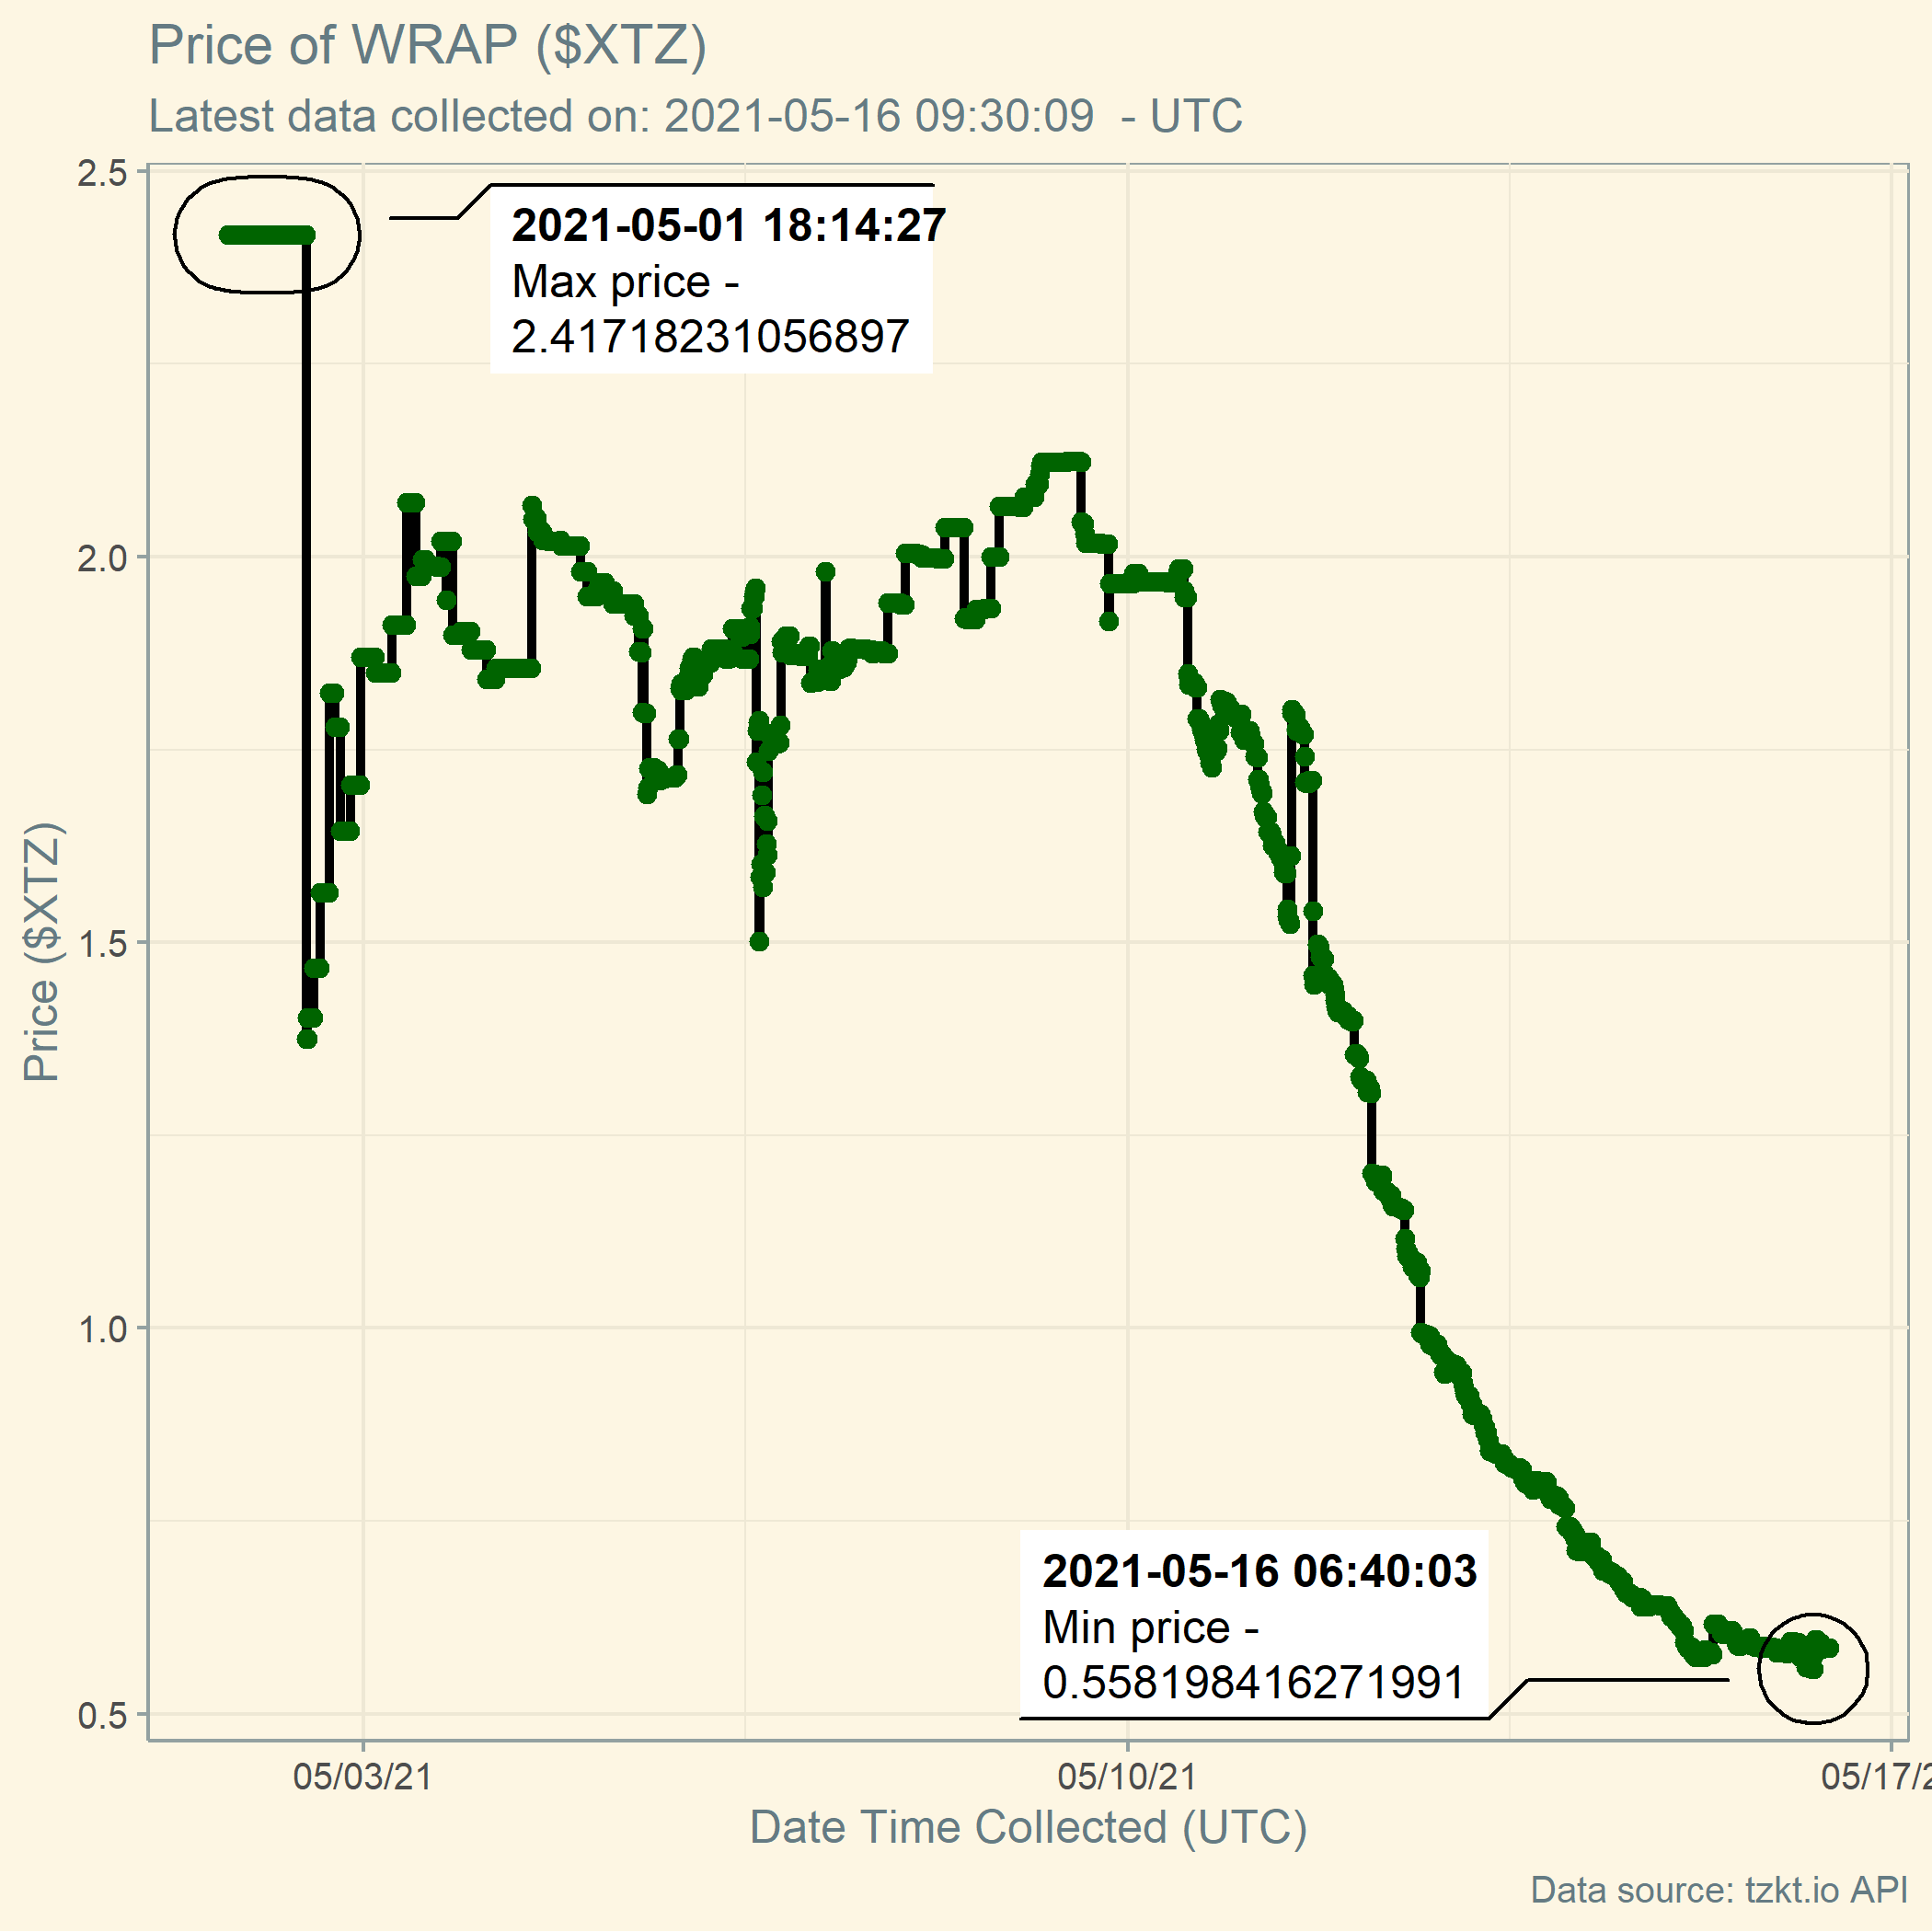 Price of WRAP ($XTZ)
Latest data collected on: 2021-05-16 09:30:09  - UTC
2.5
2021-05-01 18:14:27
Max price -
2.41718231056897
2.0
Price ($XTZ)
1.5
1.0
2021-05-16 06:40:03
Min price -
0.558198416271991
0.5
05/03/21
05/10/21
05/17/2
Date Time Collected (UTC)
Data source: tzkt.io API